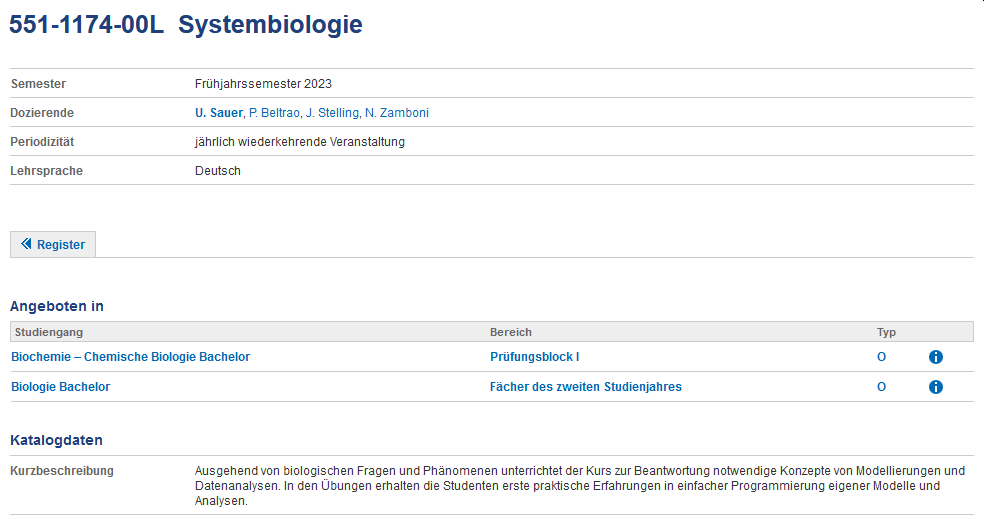 551-1174-00L Systembiologie
Semester Frühjahrssemester 2023
Dozierende U. Sauer, P. Beltrao, J. Stelling, N. Zamboni
Periodizität jährlich wiederkehrende Veranstaltung
Lehrsprache Deutsch
Register
Angeboten in
Studiengang Bereich Typ
Biochemie – Chemische Biologie Bachelor Prüfungsblock I O
Biologie Bachelor Fächer des zweiten Studienjahres O
Katalogdaten
Kurzbeschreibung Ausgehend von biologischen Fragen und Phänomenen unterrichtet der Kurs zur Beantwortung notwendige Konzepte von Modellierungen und
Datenanalysen. In den Übungen erhalten die Studenten erste praktische Erfahrungen in einfacher Programmierung eigener Modelle und
Analysen.